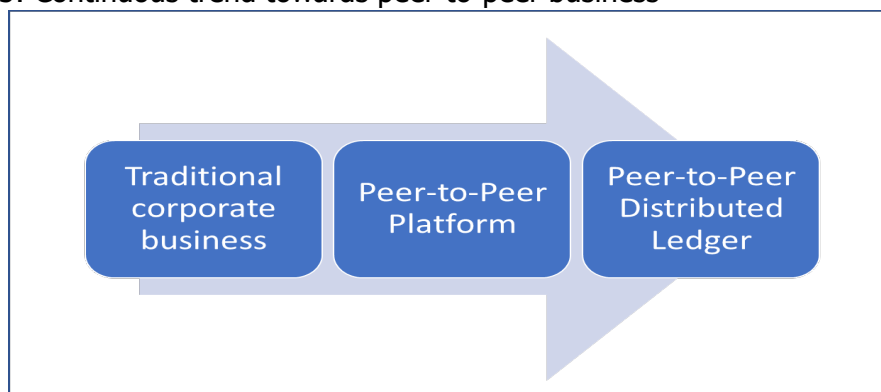 Continuous trend towards peer-to-peer business
Traditional
corporate
business
Peer-to-Peer
Platform
Peer-to-Peer
Distributed
Ledger